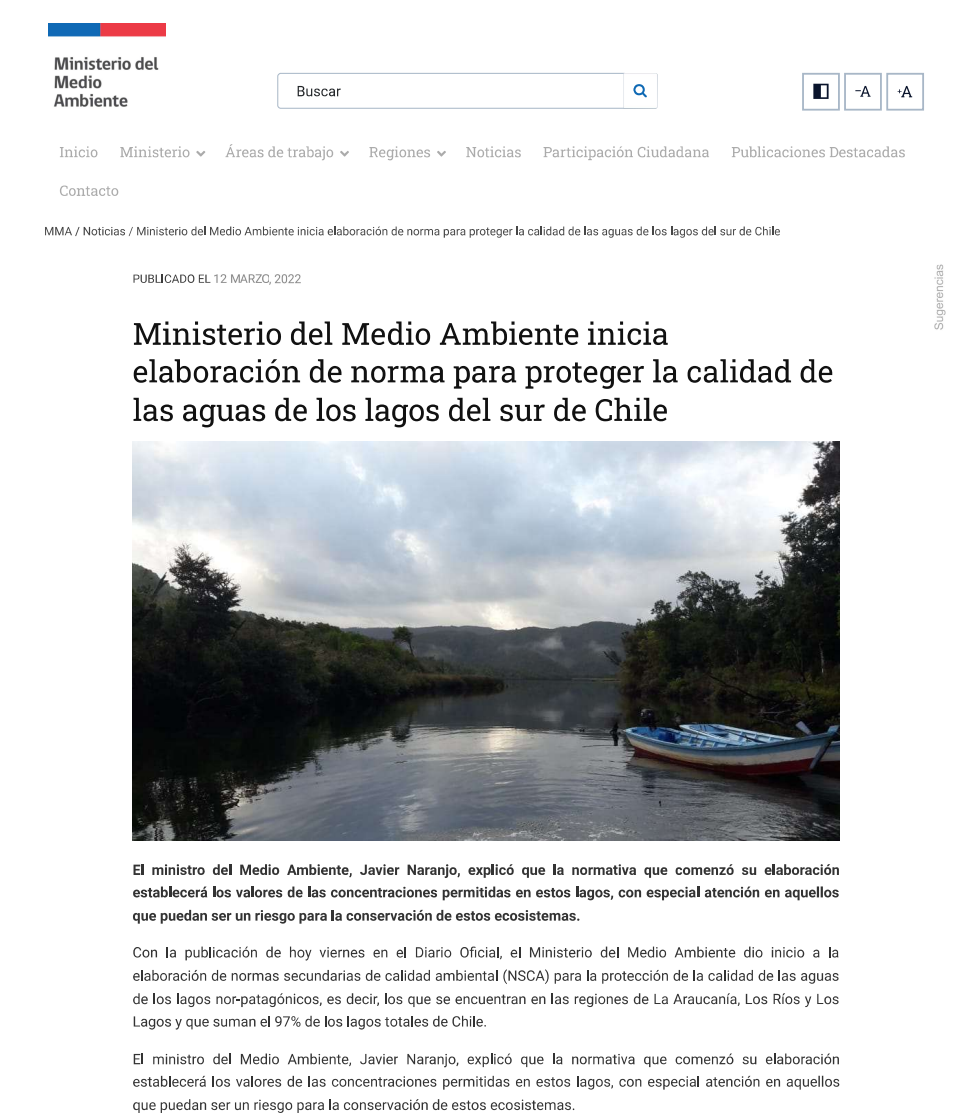 Ministerio del
Medio
Ambiente
Buscar
-A
+A
Inicio Ministerio Áreas de trabajo Regiones Noticias Participación Ciudadana Publicaciones Destacadas
Contacto
MMA / Noticias / Ministerio del Medio Ambiente inicia elaboración de norma para proteger la calidad de las aguas de los lagos del sur de Chile
Sugerencias
PUBLICADO EL 12 MARZO, 2022
Ministerio del Medio Ambiente inicia
elaboración de norma para proteger la calidad de
las aguas de los lagos del sur de Chile
El ministro del Medio Ambiente, Javier Naranjo, explicó que la normativa que comenzó su elaboración
establecerá los valores de las concentraciones permitidas en estos lagos, con especial atención en aquellos
que puedan ser un riesgo para la conservación de estos ecosistemas.
Con la publicación de hoy viernes en el Diario Oficial, el Ministerio del Medio Ambiente dio inicio a la
elaboración de normas secundarias de calidad ambiental (NSCA) para la protección de la calidad de las aguas
de los lagos nor-patagónicos, es decir, los que se encuentran en las regiones de La Araucanía, Los Ríos y Los
Lagos y que suman el 97% de los lagos totales de Chile.
El ministro del Medio Ambiente, Javier Naranjo, explicó que la normativa que comenzó su elaboración
establecerá los valores de las concentraciones permitidas en estos lagos, con especial atención en aquellos
que puedan ser un riesgo para la conservación de estos ecosistemas.